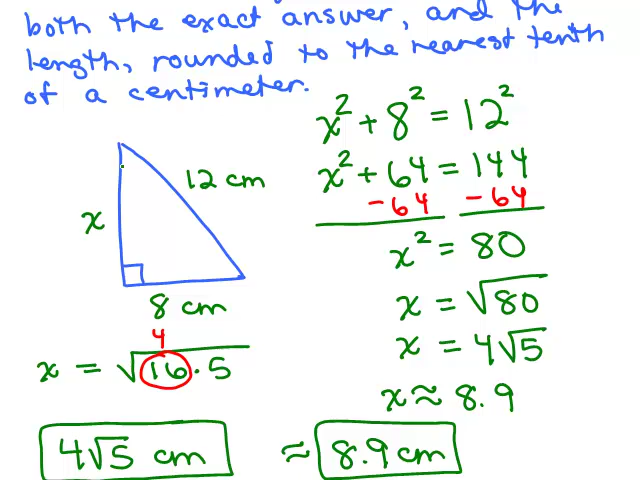 both the exact answer, and the
length, rounded to the nearest tenth
of a centimeter.
x² + 8² = 12²
x² + 64 = 144
-64 -64
x² = 80
x = √80
x = 4√5
x ≈ 8.9
12 cm
x
8 cm
4
x = √16·5
4√5 cm ≈ 8.9 cm